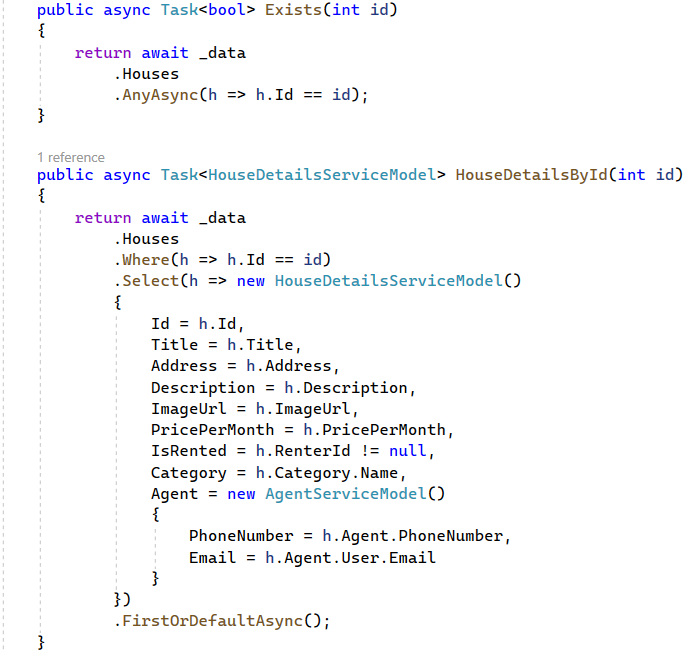 public async Task<bool> Exists(int id)
{
    return await _data
        .Houses
        .AnyAsync(h => h.Id == id);
}
1 reference
public async Task<HouseDetailsServiceModel> HouseDetailsById(int id)
{
    return await _data
        .Houses
        .Where(h => h.Id == id)
        .Select(h => new HouseDetailsServiceModel()
        {
            Id = h.Id,
            Title = h.Title,
            Address = h.Address,
            Description = h.Description,
            ImageUrl = h.ImageUrl,
            PricePerMonth = h.PricePerMonth,
            IsRented = h.RenterId != null,
            Category = h.Category.Name,
            Agent = new AgentServiceModel()
            {
                PhoneNumber = h.Agent.PhoneNumber,
                Email = h.Agent.User.Email
            }
        })
        .FirstOrDefaultAsync();
}